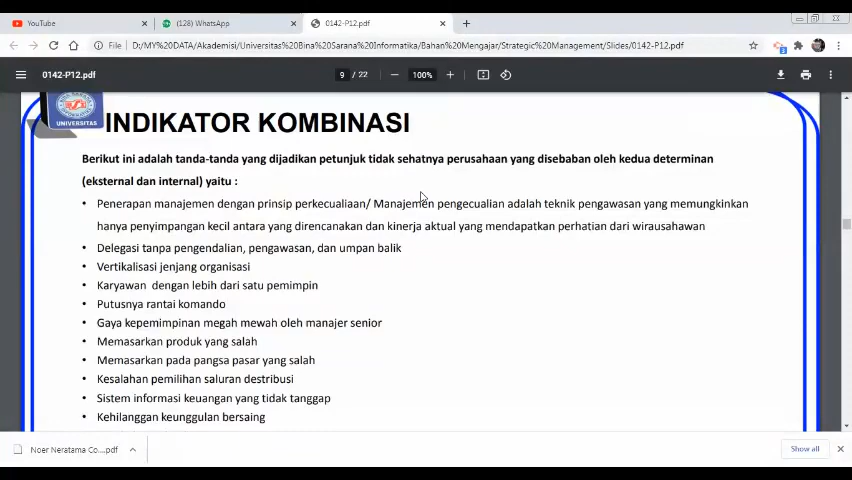 YouTube
(128) WhatsApp
0142-P12.pdf
File
D:/MY%20DATA/Akademisi/Universitas%20Bina%20Sarana%20Informatika/Bahan%20Mengajar/Strategic%20Management/Slides/0142-P12.pdf
0142-P12.pdf
9 / 22
100%
UNIVERSITAS
INDIKATOR KOMBINASI
Berikut ini adalah tanda-tanda yang dijadikan petunjuk tidak sehatnya perusahaan yang disebaban oleh kedua determinan
(eksternal dan internal) yaitu :
• Penerapan manajemen dengan prinsip perkecualiaan/ Manajemen pengecualian adalah teknik pengawasan yang memungkinkan
hanya penyimpangan kecil antara yang direncanakan dan kinerja aktual yang mendapatkan perhatian dari wirausahawan
• Delegasi tanpa pengendalian, pengawasan, dan umpan balik
• Vertikalisasi jenjang organisasi
• Karyawan dengan lebih dari satu pemimpin
• Putusnya rantai komando
• Gaya kepemimpinan megah mewah oleh manajer senior
• Memasarkan produk yang salah
• Memasarkan pada pangsa pasar yang salah
• Kesalahan pemilihan saluran destribusi
• Sistem informasi keuangan yang tidak tanggap
• Kehilanggan keunggulan bersaing
Noer Neratama Co....pdf
Show all